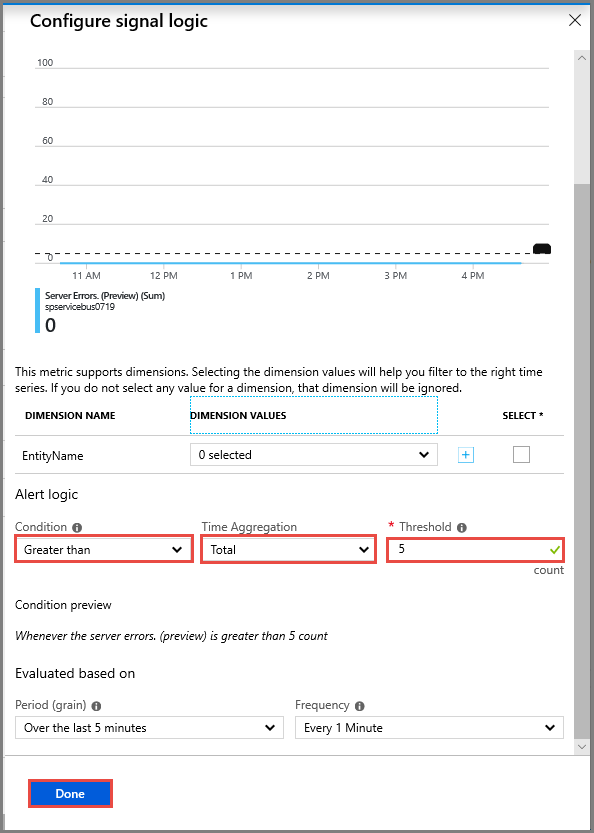 Configure signal logic
100
80
60
40
20
0
11 AM 12 PM 1 PM 2 PM 3 PM 4 PM
Server Errors. (Preview) (Sum)
spservicebus0719
0
This metric supports dimensions. Selecting the dimension values will help you filter to the right time
series. If you do not select any value for a dimension, that dimension will be ignored.
DIMENSION NAME DIMENSION VALUES SELECT *
EntityName 0 selected
Alert logic
Condition Time Aggregation * Threshold
Greater than Total 5
count
Condition preview
Whenever the server errors. (preview) is greater than 5 count
Evaluated based on
Period (grain) Frequency
Over the last 5 minutes Every 1 Minute
Done